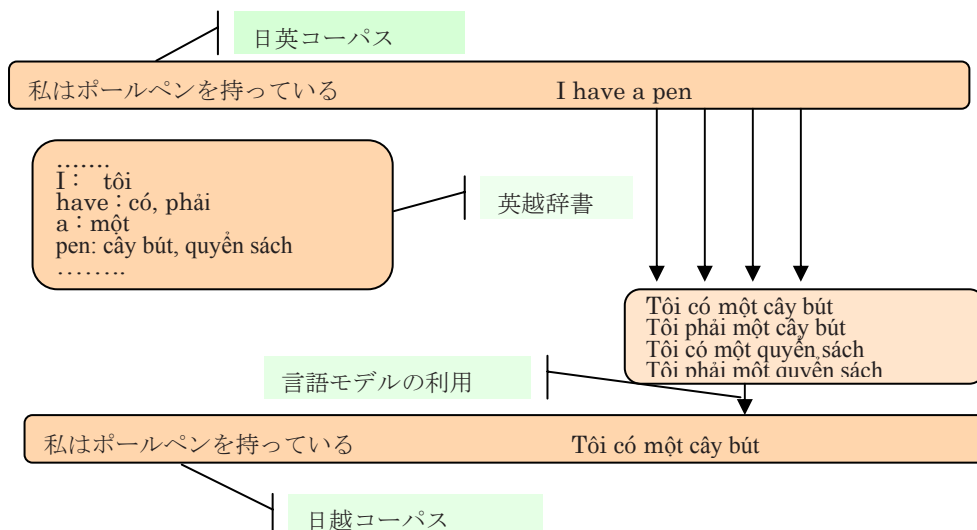 日英コーパス
私はポールペンを持っている I have a pen
.......
I： tôi
have：có, phải
a：một
pen: cây bút, quyển sách
........
英越辞書
Tôi có một cây bút
Tôi phải một cây bút
Tôi có một quyển sách
Tôi phải một quyển sách
言語モデルの利用
私はポールペンを持っている Tôi có một cây bút
日越コーパス